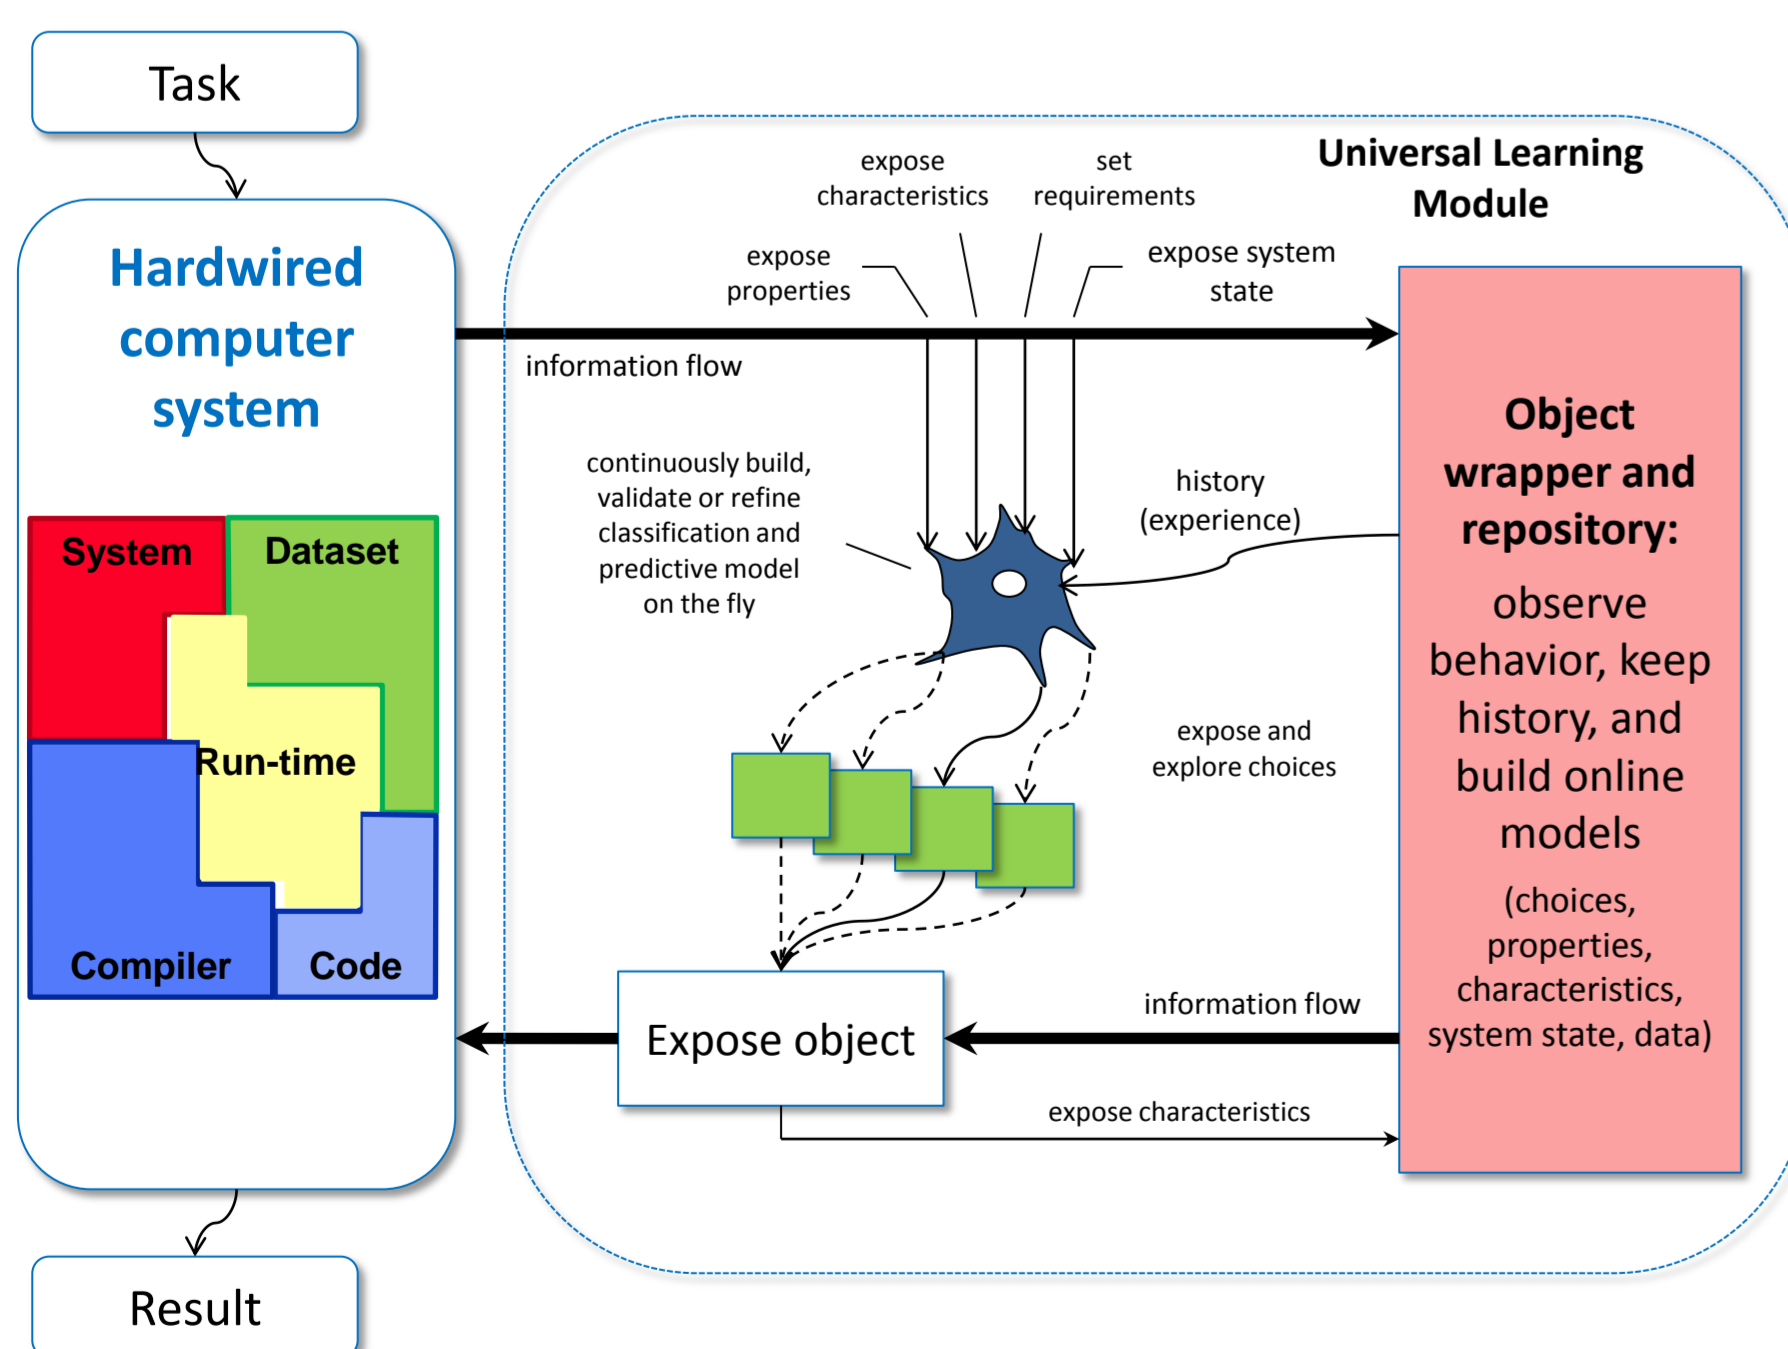 Task
Hardwired
computer
system
System
Dataset
Run-time
Compiler
Code
Result
Universal Learning
Module
expose
characteristics
set
requirements
expose
properties
expose system
state
information flow
continuously build,
validate or refine
classification and
predictive model
on the fly
history
(experience)
expose and
explore choices
information flow
Expose object
expose characteristics
Object
wrapper and
repository:
observe
behavior, keep
history, and
build online
models
(choices,
properties,
characteristics,
system state, data)